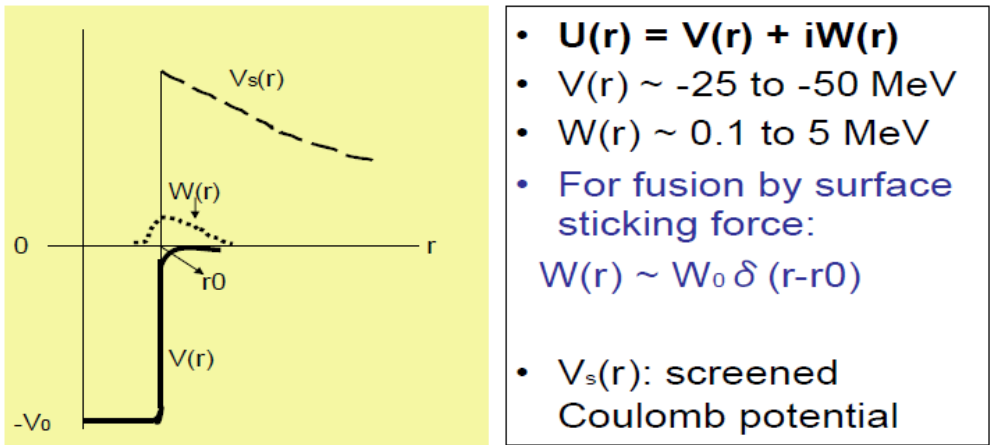 Vs(r)
W(r)
0
r
r0
V(r)
-V0
• U(r) = V(r) + iW(r)
• V(r) ~ -25 to -50 MeV
• W(r) ~ 0.1 to 5 MeV
• For fusion by surface
sticking force:
W(r) ~ W0 δ (r-r0)
• Vs(r): screened
Coulomb potential